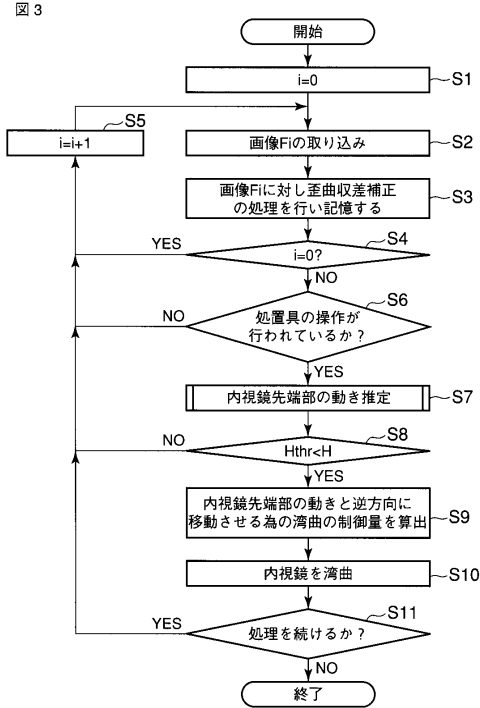 図3
開始
i=0
S1
S5
i=i+1
画像Fiの取り込み
S2
画像Fiに対し歪曲収差補正
の処理を行い記憶する
S3
YES
S4
i=0?
NO
NO
S6
処置具の操作が
行われているか？
YES
内視鏡先端部の動き推定
S7
NO
S8
Hthr<H
YES
内視鏡先端部の動きと逆方向に
移動させる為の湾曲の制御量を算出
S9
内視鏡を湾曲
S10
YES
S11
処理を続けるか？
NO
終了